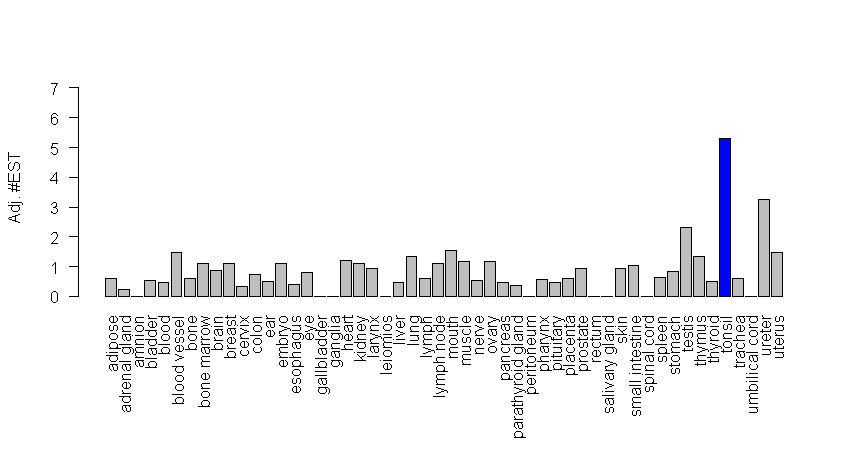 7
6
5
4
3
2
1
0
Adj. #EST
adipose
adrenal gland
amnion
bladder
blood
blood vessel
bone
bone marrow
brain
breast
cervix
colon
ear
embryo
esophagus
eye
gallbladder
ganglia
heart
kidney
larynx
leiomios
liver
lung
lymph
lymph node
mouth
muscle
nerve
ovary
pancreas
parathyroid gland
peritoneum
pharynx
pituitary
placenta
prostate
rectum
salivary gland
skin
small intestine
spinal cord
spleen
stomach
testis
thymus
thyroid
tonsil
trachea
umbilical cord
ureter
uterus